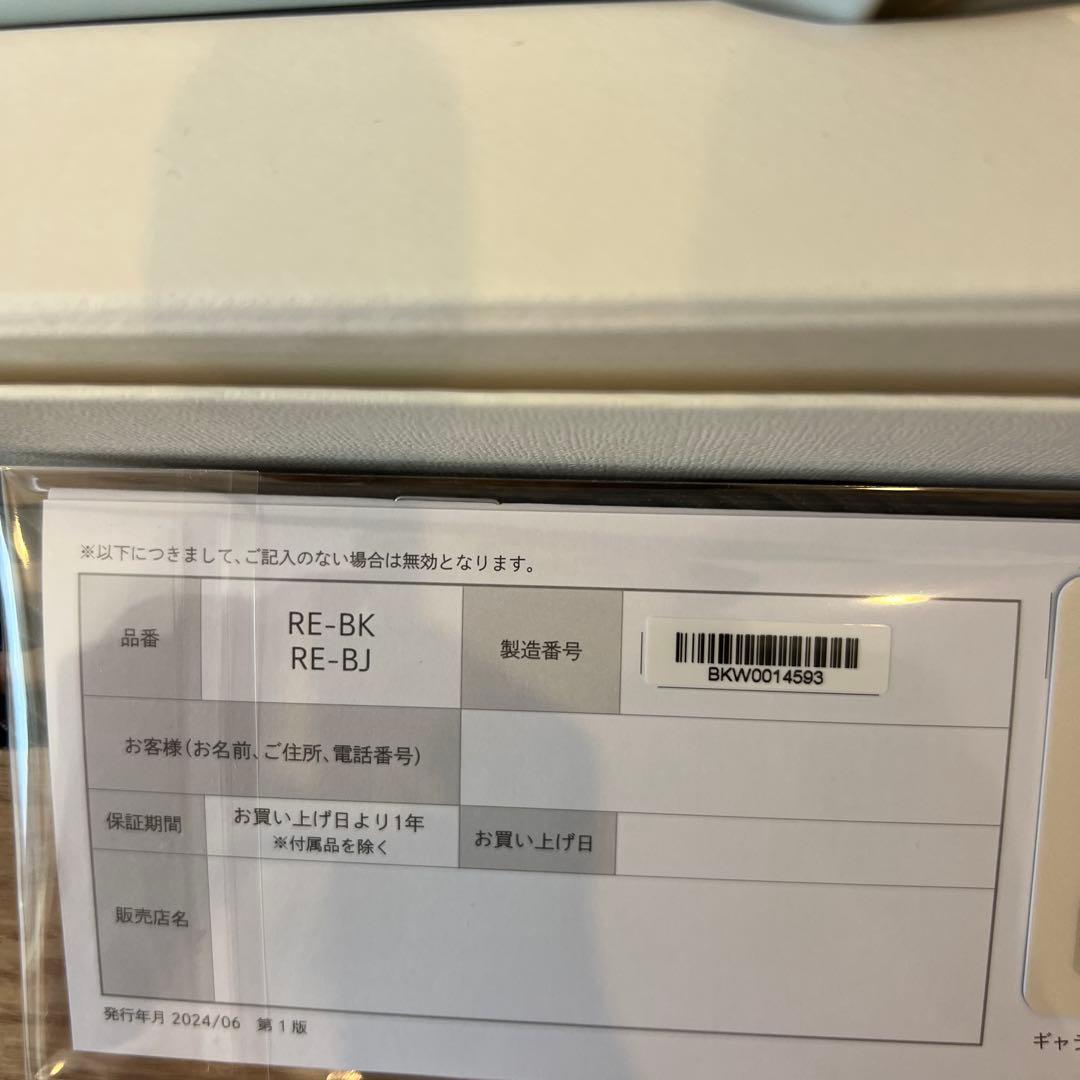 ※以下につきまして、ご記入のない場合は無効となります。
品番
RE-BK
RE-BJ
製造番号
BKW0014593
お客様(お名前、ご住所、電話番号)
保証期間
お買い上げ日より1年
※付属品を除く
お買い上げ日
販売店名
発行年月 2024/06 第1版
ギャラ